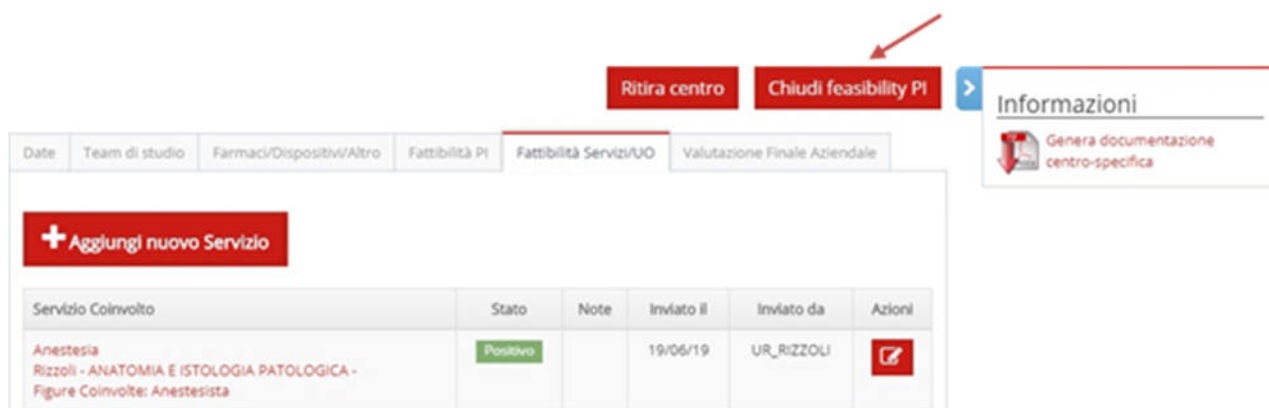 Ritira centro
Chiudi feasibility PI
Informazioni
Genera documentazione
centro-specifica
Date
Team di studio
Farmaci/Dispositivi/Altro
Fattibilità PI
Fattibilità Servizi/UO
Valutazione Finale Aziendale
Aggiungi nuovo Servizio
Servizio Coinvolto
Stato
Note
Inviato il
Inviato da
Azioni
Anestesia
Positivo
19/06/19
UR_RIZZOLI
Rizzoli - ANATOMIA E ISTOLOGIA PATOLOGICA -
Figure Coinvolte: Anestesista